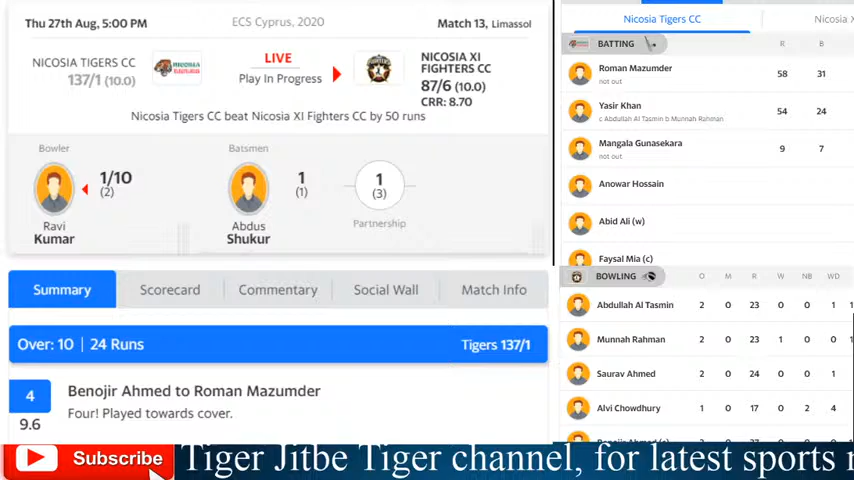 Thu 27th Aug, 5:00 PM
ECS Cyprus, 2020
Match 13, Limassol
NICOSIA TIGERS CC
137/1 (10.0)
LIVE
Play In Progress
NICOSIA XI
FIGHTERS CC
87/6 (10.0)
CRR: 8.70
Nicosia Tigers CC beat Nicosia XI Fighters CC by 50 runs
Bowler
1/10
(2)
Ravi
Kumar
Batsmen
1
(1)
Abdus
Shukur
1
(3)
Partnership
Summary
Scorecard
Commentary
Social Wall
Match Info
Over: 10 | 24 Runs
Tigers 137/1
4
9.6
Benojir Ahmed to Roman Mazumder
Four! Played towards cover.
Nicosia Tigers CC
Nicosia X
BATTING R B
Roman Mazumder 58 31
not out
Yasir Khan 54 24
c Abdullah Al Tasmin b Munnah Rahman
Mangala Gunasekara 9 7
not out
Anowar Hossain
Abid Ali (w)
Faysal Mia (c)
BOWLING O M R W NB WD
Abdullah Al Tasmin 2 0 23 0 0 1 1
Munnah Rahman 2 0 23 1 0 0 1
Saurav Ahmed 2 0 24 0 0 1
Alvi Chowdhury 1 0 17 0 2 4
Subscribe
Tiger Jitbe Tiger channel, for latest sports